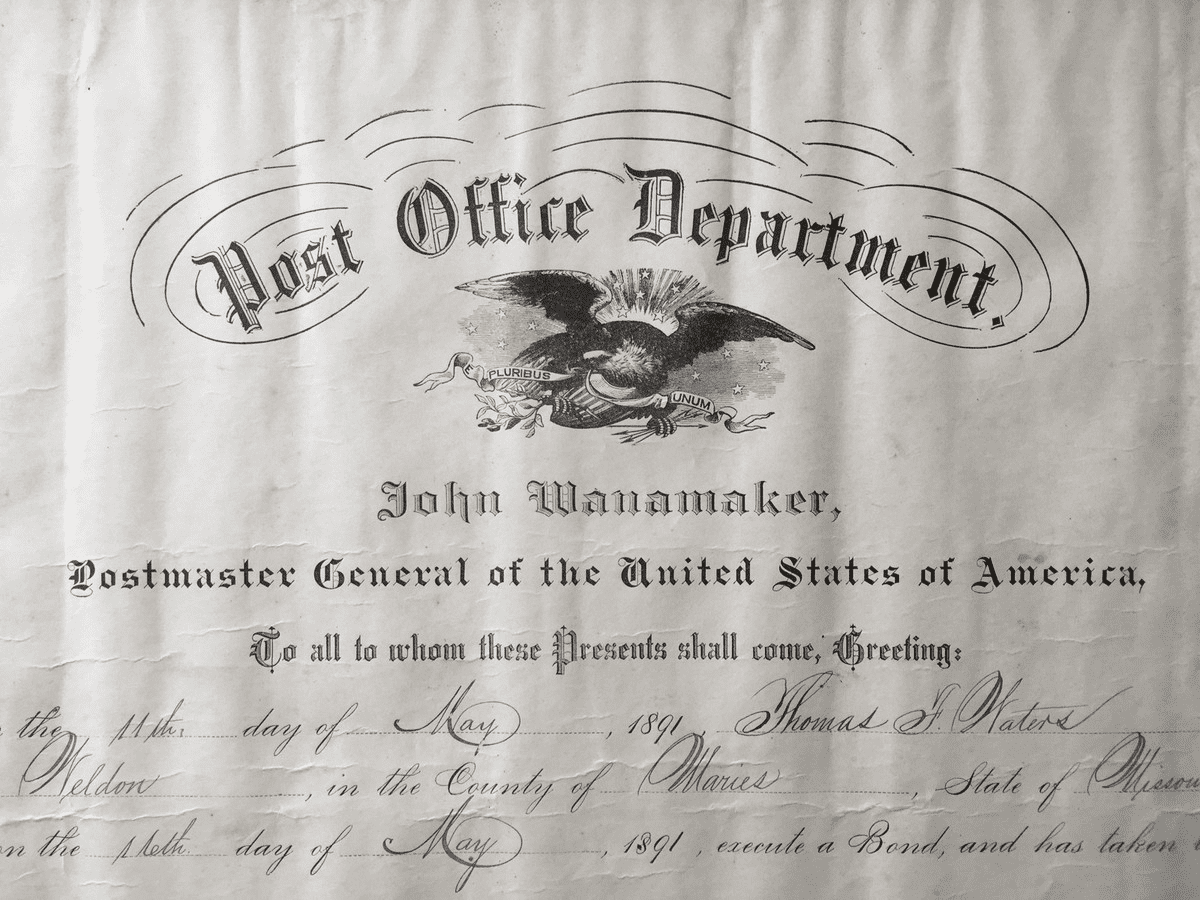 Post Office Department.
E PLURIBUS UNUM
John Wanamaker,
Postmaster General of the United States of America,
To all to whom these Presents shall come, Greeting:
the 11th. day of May, 1891, Thomas F. Waters
Weldon, in the County of Maries, State of Missou
on the 16th. day of May, 1891, execute a Bond, and has taken